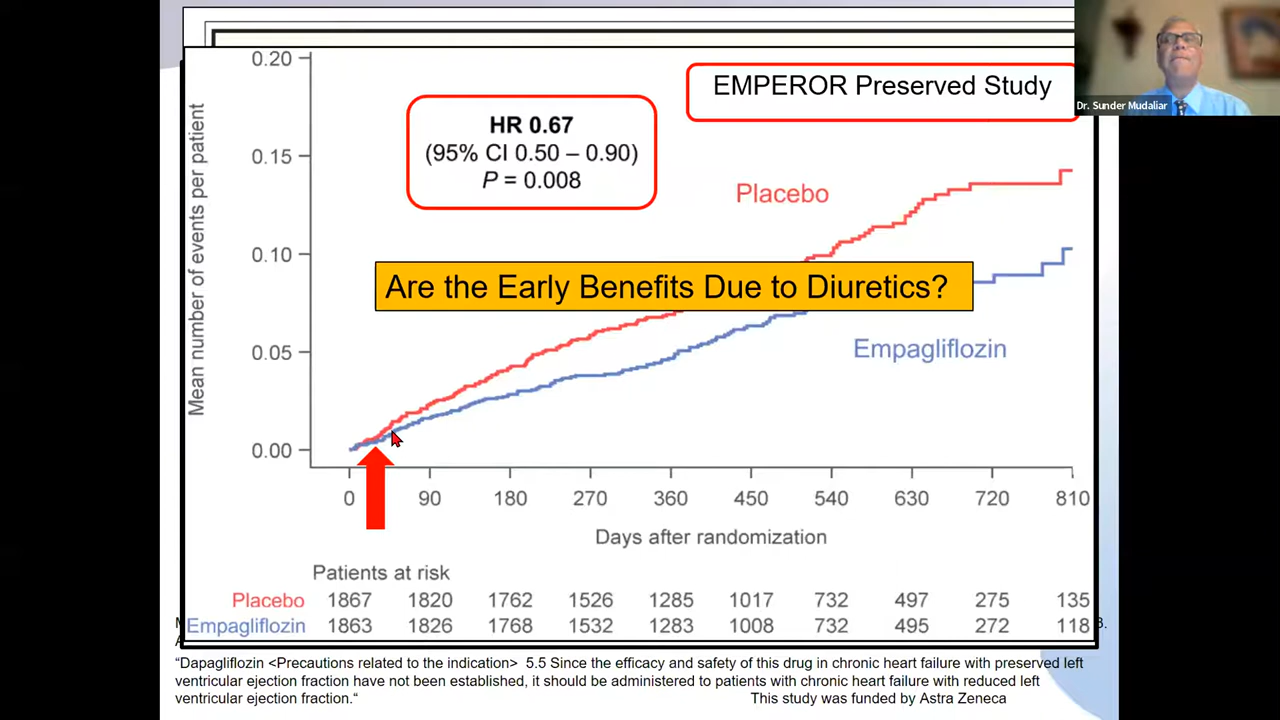 EMPEROR Preserved Study
Dr. Sunder Mudaliar
HR 0.67
(95% CI 0.50 – 0.90)
P = 0.008
Mean number of events per patient
0.20
0.15
0.10
0.05
0.00
Placebo
Are the Early Benefits Due to Diuretics?
Empagliflozin
0 90 180 270 360 450 540 630 720 810
Days after randomization
Patients at risk
Placebo 1867 1820 1762 1526 1285 1017 732 497 275 135
Empagliflozin 1863 1826 1768 1532 1283 1008 732 495 272 118
“Dapagliflozin <Precautions related to the indication> 5.5 Since the efficacy and safety of this drug in chronic heart failure with preserved left
ventricular ejection fraction have not been established, it should be administered to patients with chronic heart failure with reduced left
ventricular ejection fraction.“ This study was funded by Astra Zeneca